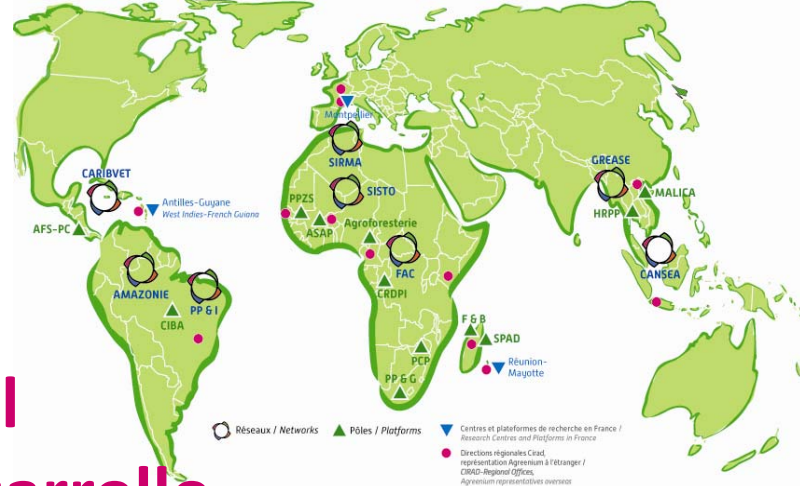 Montpellier
SIRMA
CARIBVET
GREASE
SISTO
PPZS
MALICA
Antilles-Guyane
West Indies-French Guiana
HRPP
AFS-PC
ASAP
Agroforesterie
FAC
CANSEA
AMAZONIE
PP & I
CRDPI
CIBA
F & B
SPAD
PCP
Réunion-
Mayotte
PP & G
Réseaux / Networks
Pôles / Platforms
Centres et plateformes de recherche en France /
Research Centres and Platforms in France
Directions régionales Cirad,
représentation Agreenium à l'étranger /
CIRAD-Regional Offices,
Agreenium representatives overseas